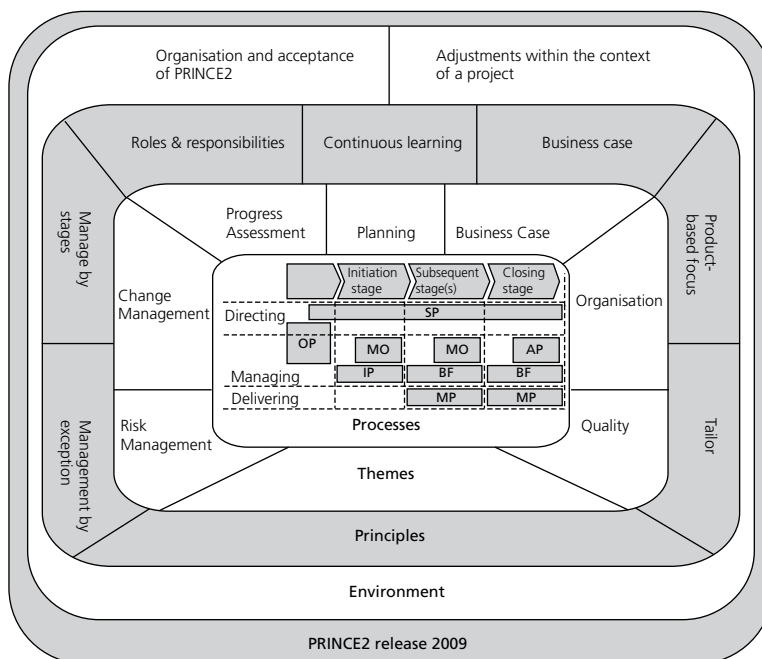 Organisation and acceptance
of PRINCE2
Adjustments within the context
of a project
Roles & responsibilities
Continuous learning
Business case
Manage by
stages
Product-
based focus
Progress
Assessment
Planning
Business Case
Change
Management
Organisation
Initiation
stage
Subsequent
stage(s)
Closing
stage
Directing
SP
OP
MO
MO
AP
Managing
IP
BF
BF
Delivering
MP
MP
Processes
Management by
exception
Risk
Management
Quality
Tailor
Themes
Principles
Environment
PRINCE2 release 2009